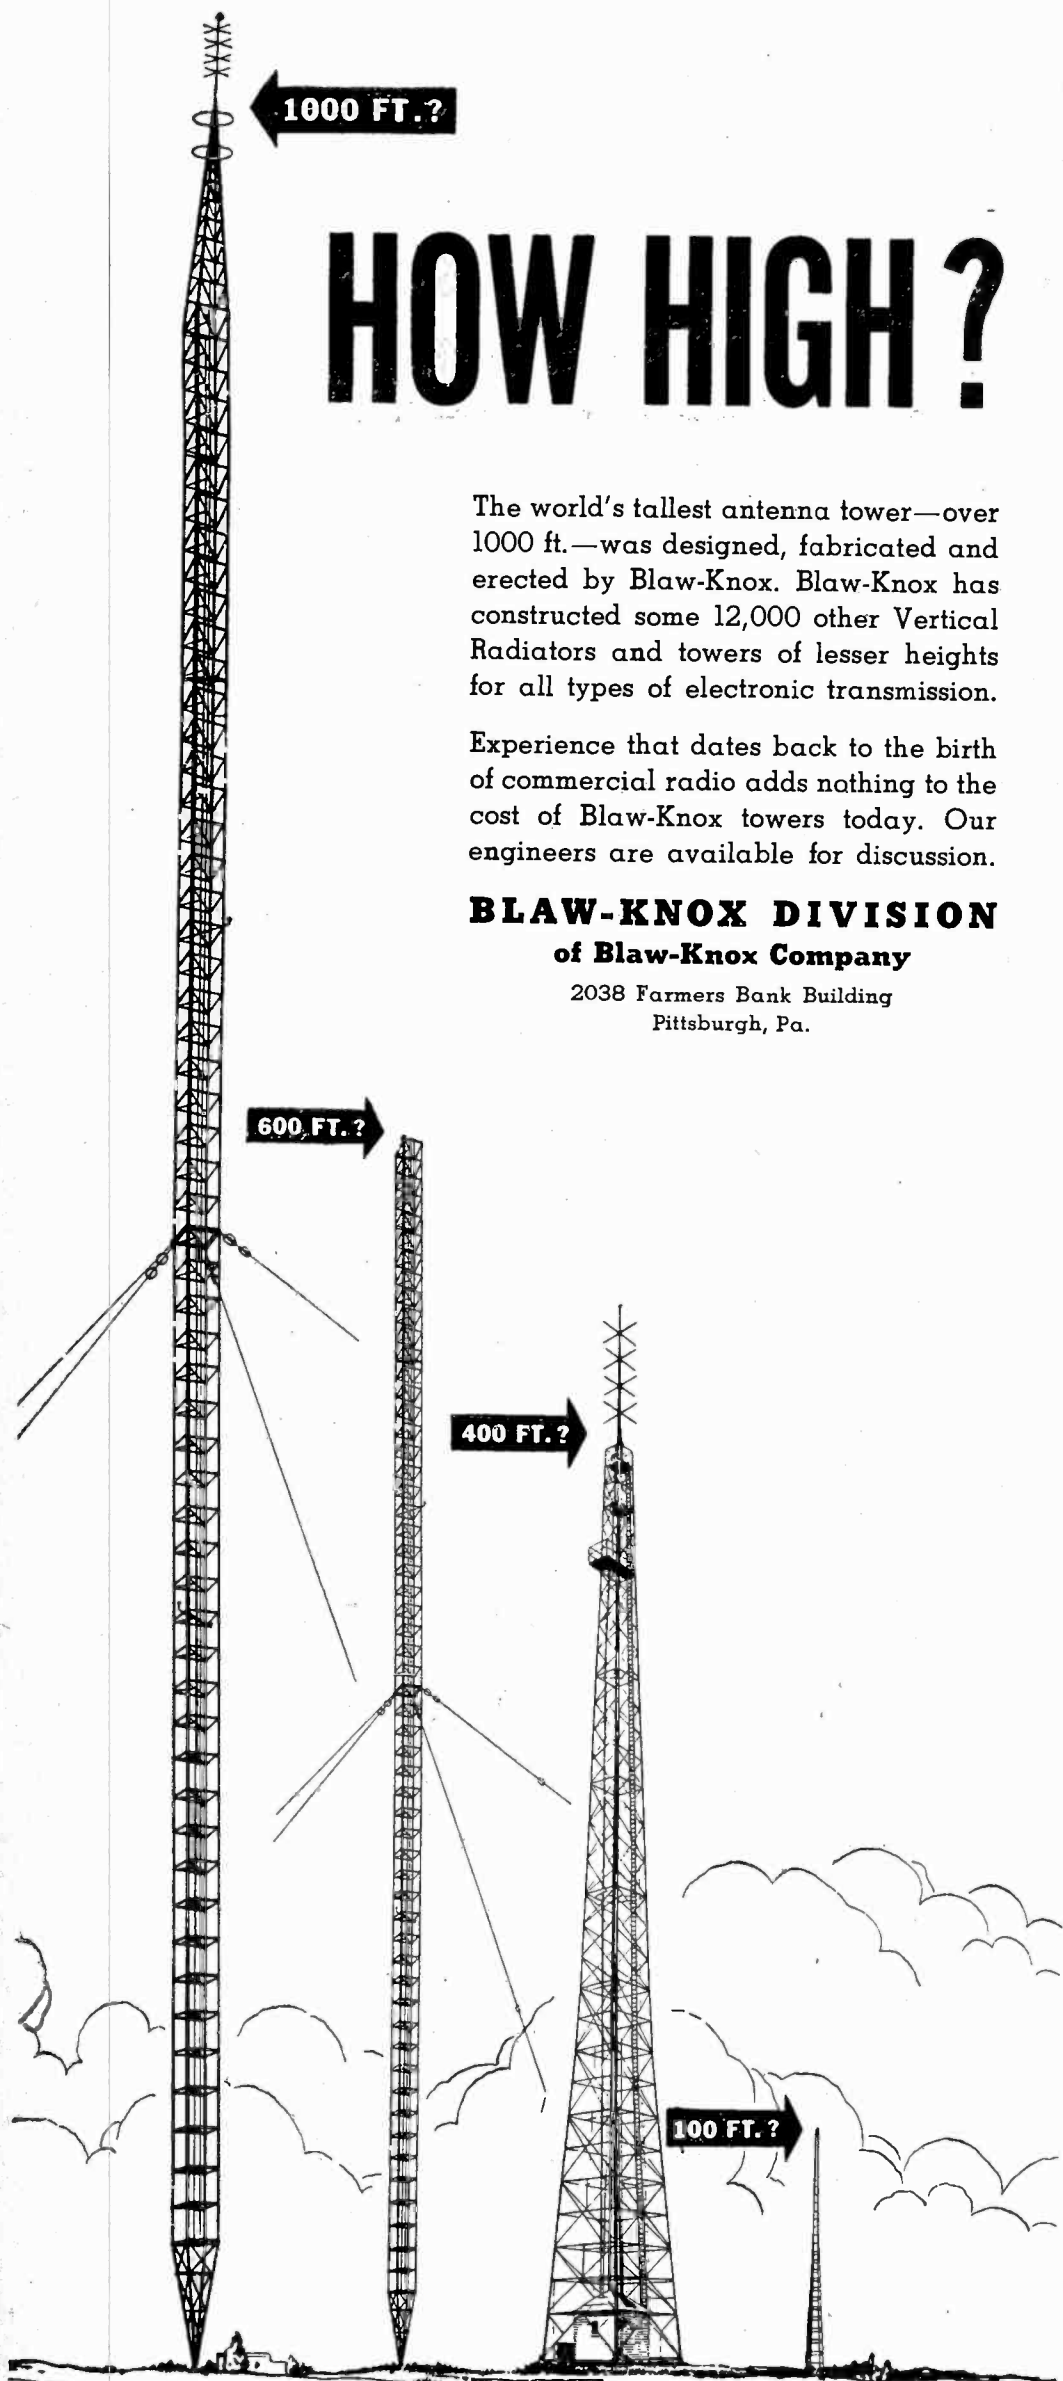 1000 FT.?
HOW HIGH?
The world's tallest antenna tower—over
1000 ft.—was designed, fabricated and
erected by Blaw-Knox. Blaw-Knox has
constructed some 12,000 other Vertical
Radiators and towers of lesser heights
for all types of electronic transmission.
Experience that dates back to the birth
of commercial radio adds nothing to the
cost of Blaw-Knox towers today. Our
engineers are available for discussion.
BLAW-KNOX DIVISION
of Blaw-Knox Company
2038 Farmers Bank Building
Pittsburgh, Pa.
600 FT.?
400 FT.?
100 FT.?